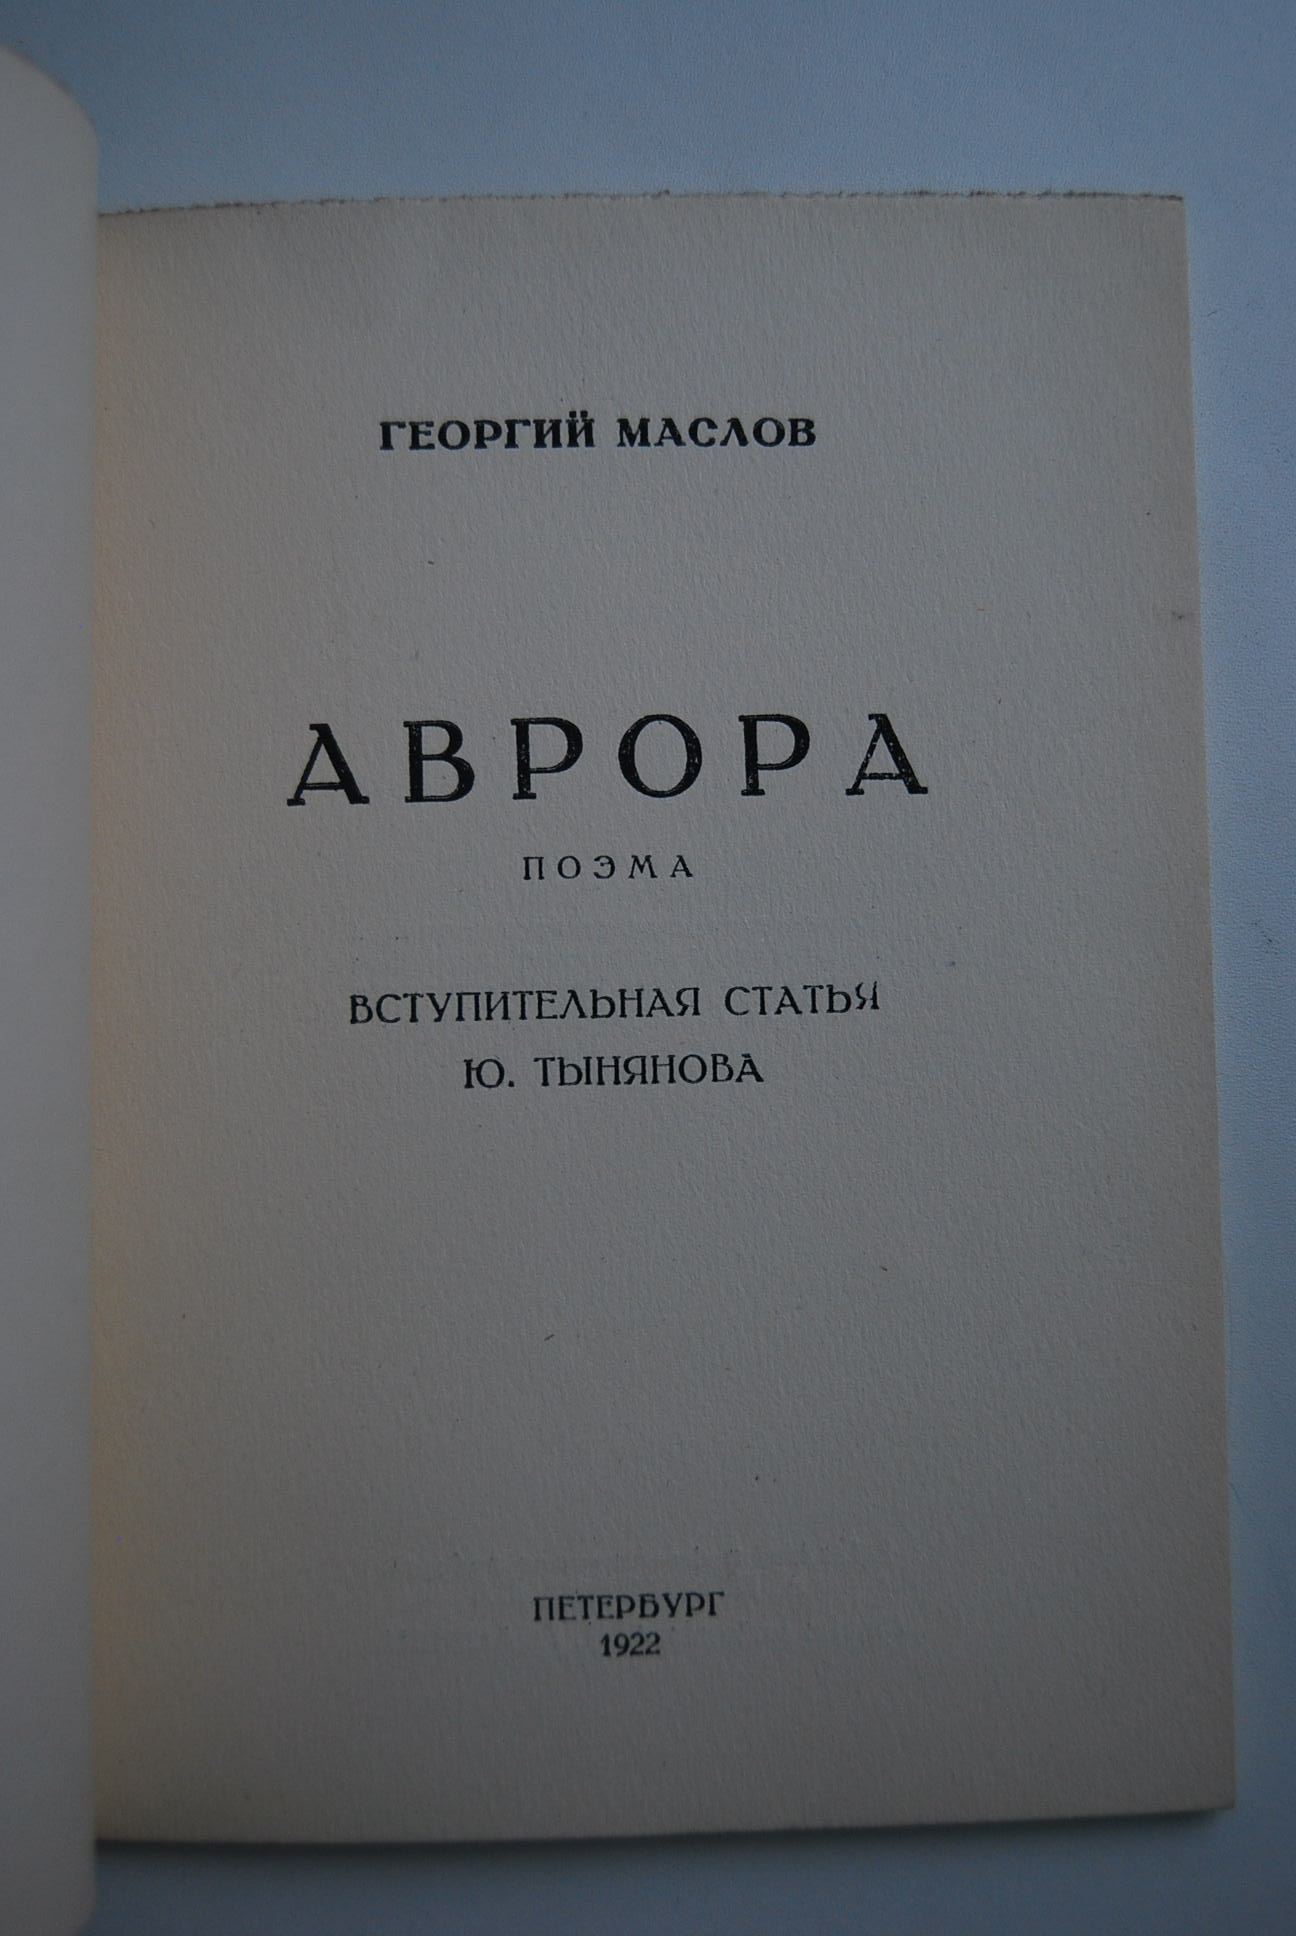 ГЕОРГИЙ МАСЛОВ
АВРОРА
ПОЭМА
ВСТУПИТЕЛЬНАЯ СТАТЬЯ
Ю. ТЫНЯНОВА
ПЕТЕРБУРГ
1922